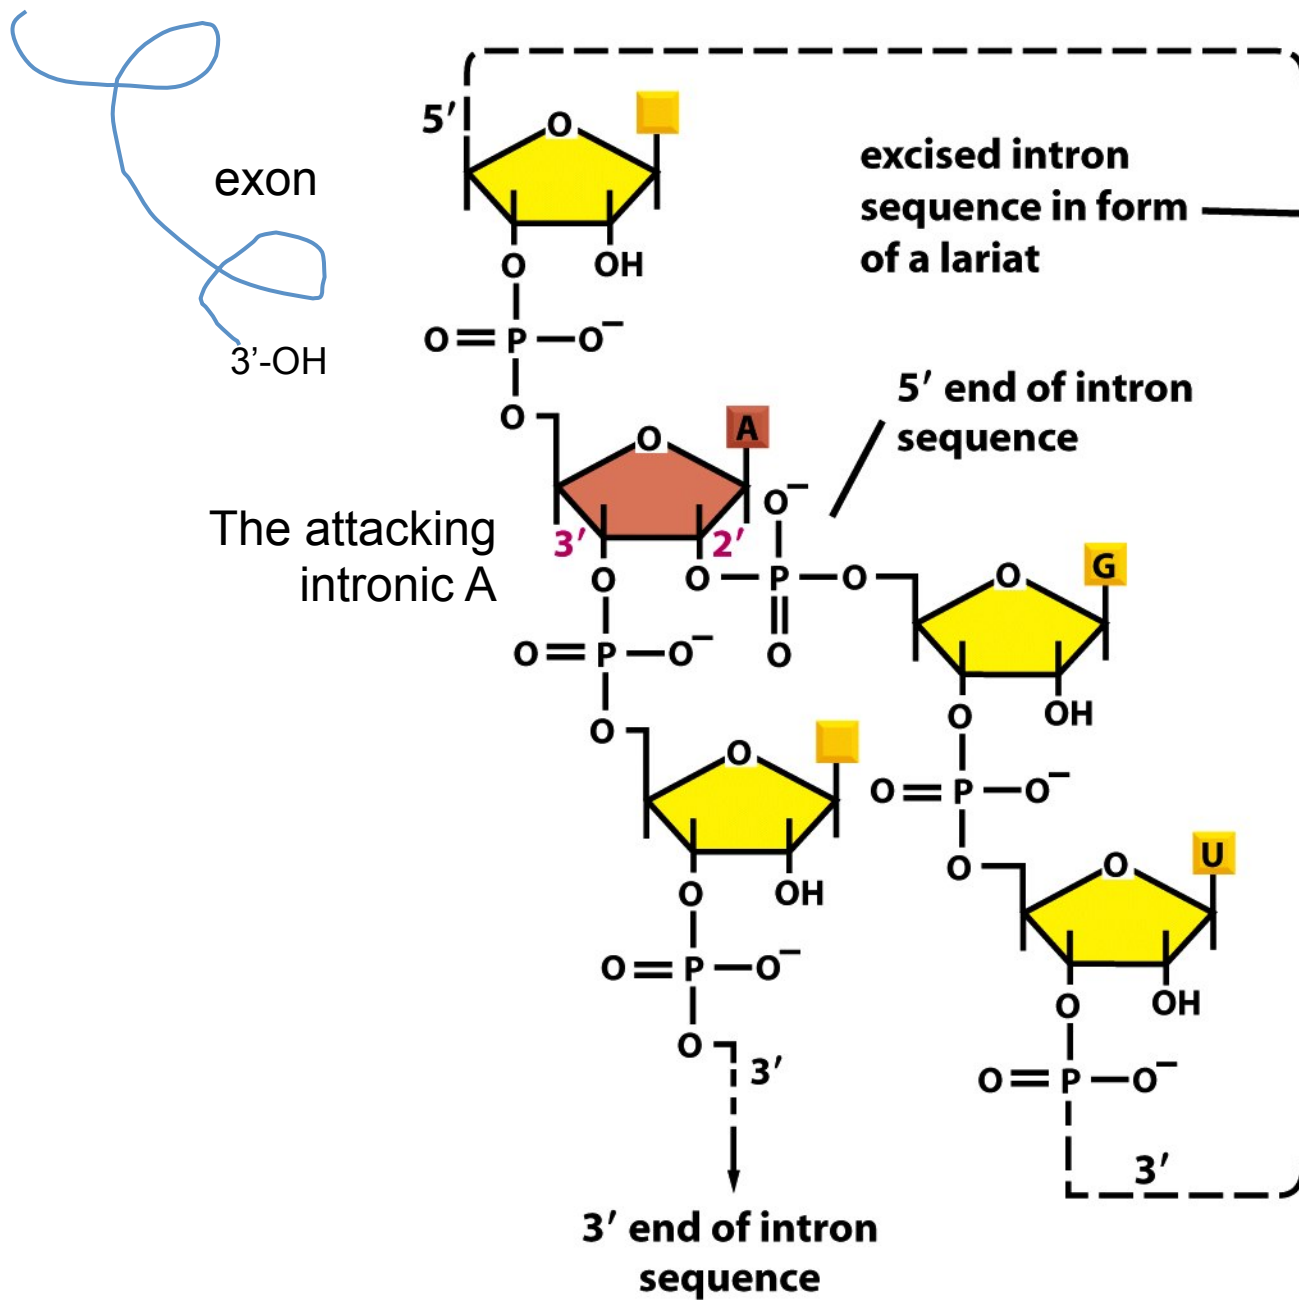 5′
O
excised intron
sequence in form
of a lariat
exon
O
OH
3’-OH
O=P—O−
5′ end of intron
sequence
O
O
A
O−
The attacking
intronic A
3′
2′
O
O—P—O
O
G
O=P—O−
O
O
OH
O
O
O=P—O−
O
O
U
O
OH
O=P—O−
O
OH
O
3′
O=P—O−
3′
3′ end of intron
sequence